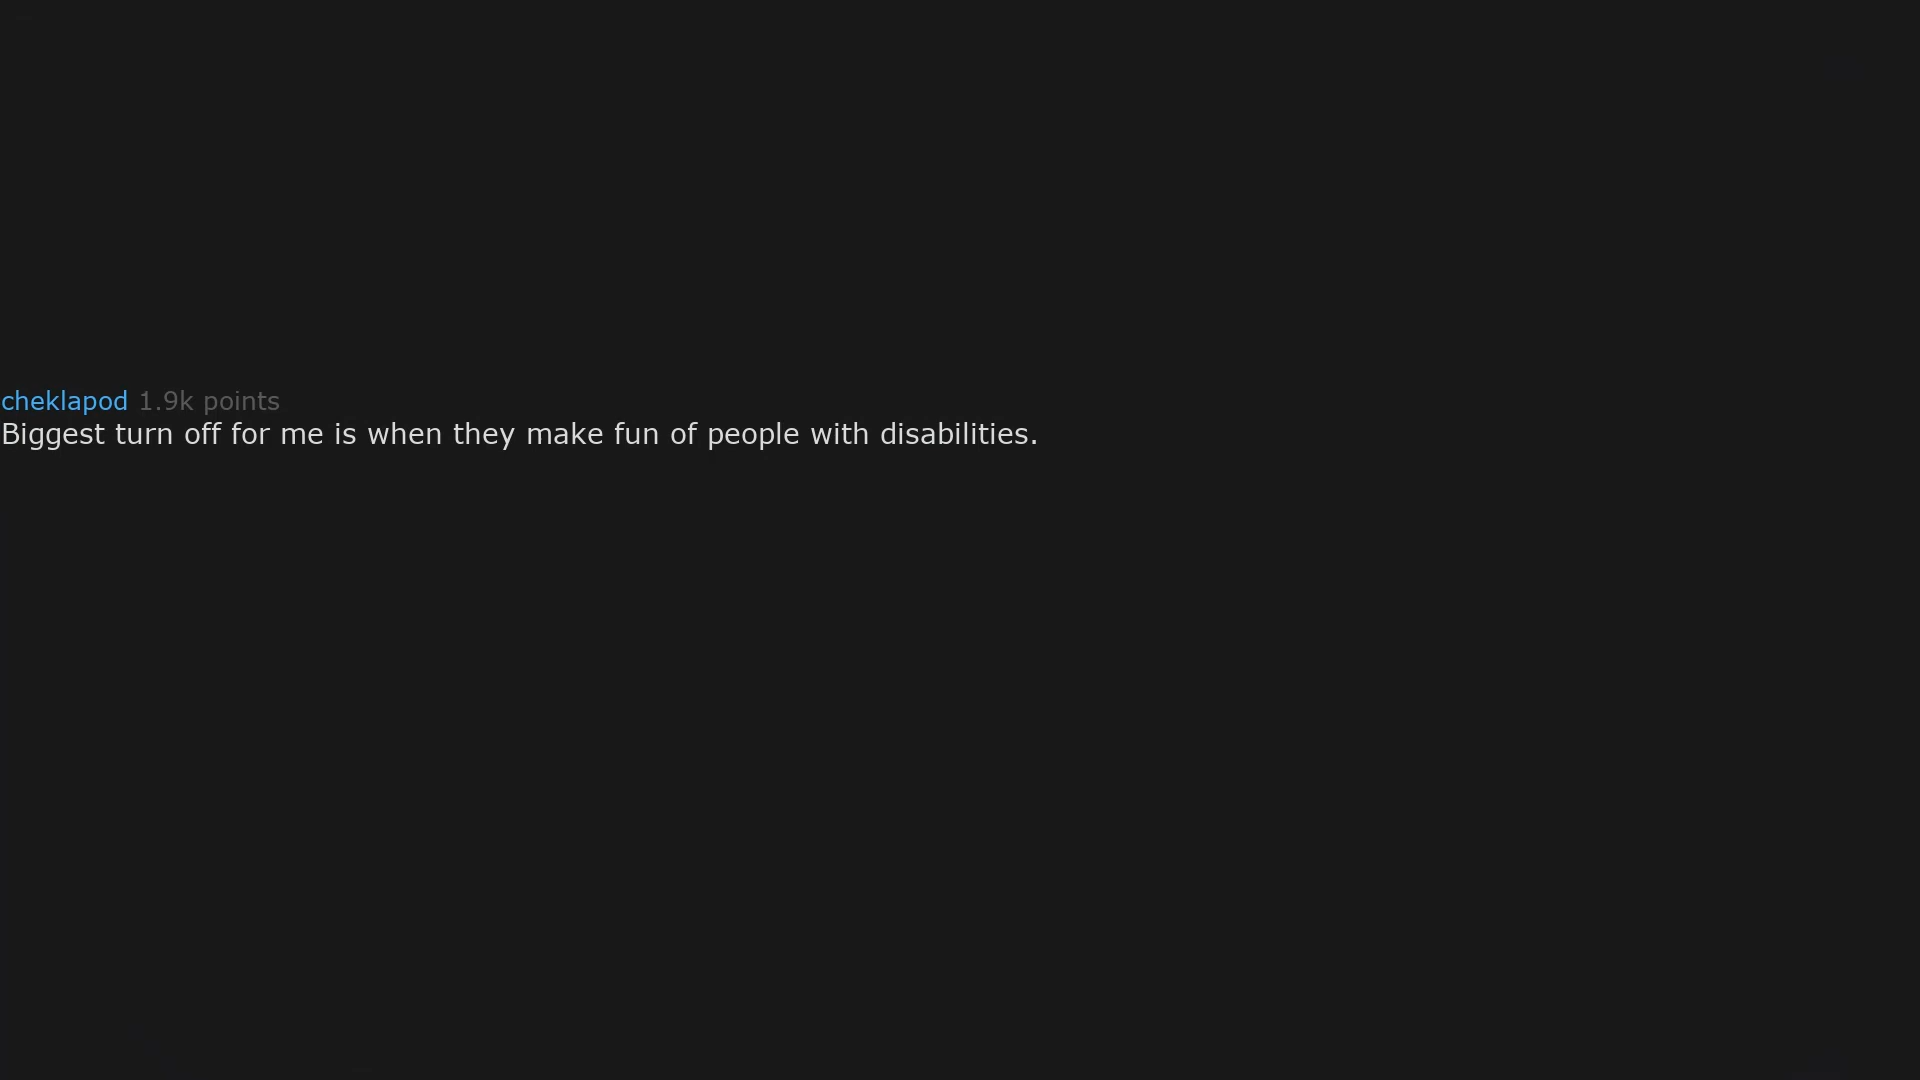 cheklapod 1.9k points
Biggest turn off for me is when they make fun of people with disabilities.